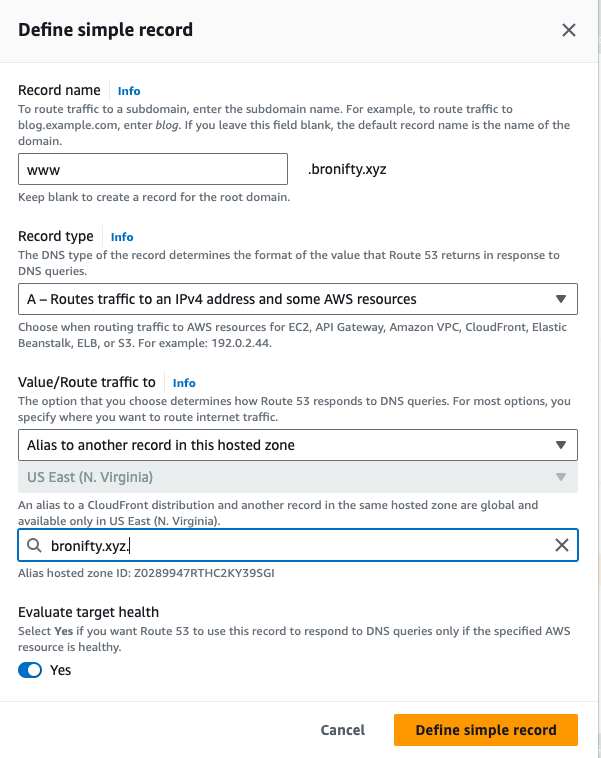 Define simple record
Record name Info
To route traffic to a subdomain, enter the subdomain name. For example, to route traffic to
blog.example.com, enter blog. If you leave this field blank, the default record name is the name of the
domain.
www .bronifty.xyz
Keep blank to create a record for the root domain.
Record type Info
The DNS type of the record determines the format of the value that Route 53 returns in response to
DNS queries.
A – Routes traffic to an IPv4 address and some AWS resources
Choose when routing traffic to AWS resources for EC2, API Gateway, Amazon VPC, CloudFront, Elastic
Beanstalk, ELB, or S3. For example: 192.0.2.44.
Value/Route traffic to Info
The option that you choose determines how Route 53 responds to DNS queries. For most options, you
specify where you want to route internet traffic.
Alias to another record in this hosted zone
US East (N. Virginia)
An alias to a CloudFront distribution and another record in the same hosted zone are global and
available only in US East (N. Virginia).
bronifty.xyz.
Alias hosted zone ID: Z0289947RTHC2KY39SGI
Evaluate target health
Select Yes if you want Route 53 to use this record to respond to DNS queries only if the specified AWS
resource is healthy.
Yes
Cancel Define simple record